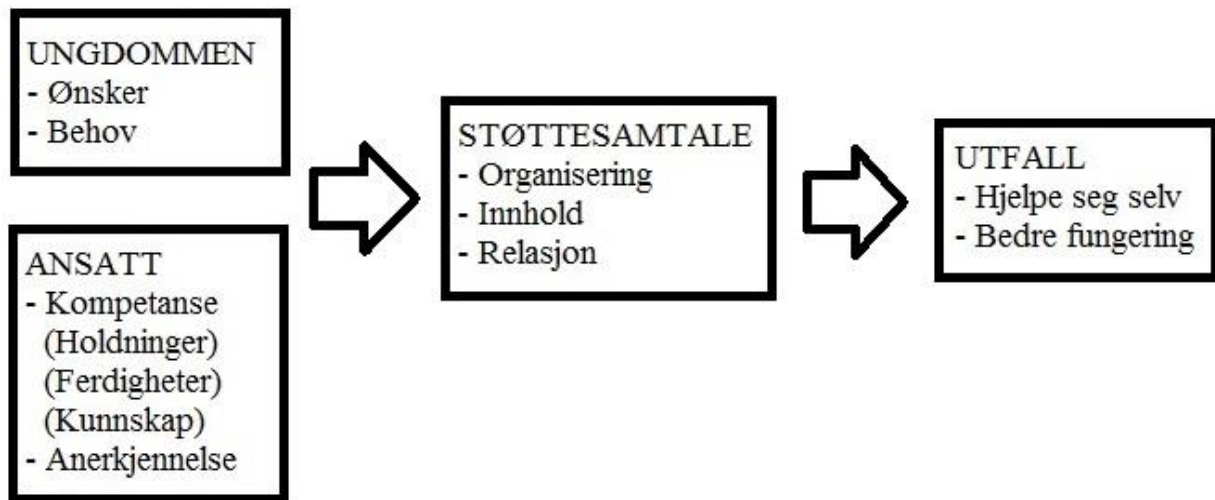 UNGDOMMEN
- Ønsker
- Behov
ANSATT
- Kompetanse
(Holdninger)
(Ferdigheter)
(Kunnskap)
- Anerkjennelse
STØTTESAMTALE
- Organisering
- Innhold
- Relasjon
UTFALL
- Hjelpe seg selv
- Bedre fungering